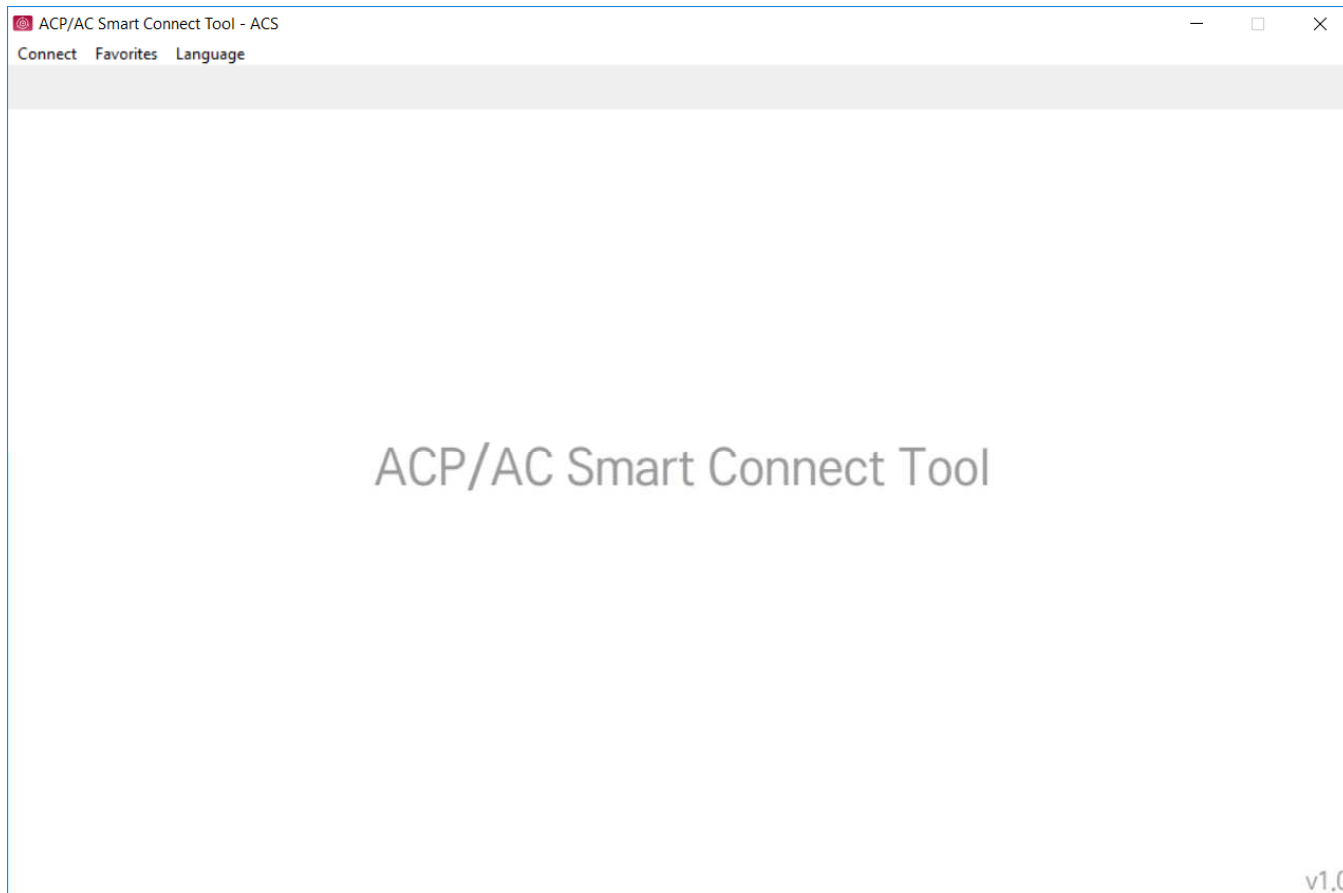 ACP/AC Smart Connect Tool - ACS
Connect Favorites Language
ACP/AC Smart Connect Tool